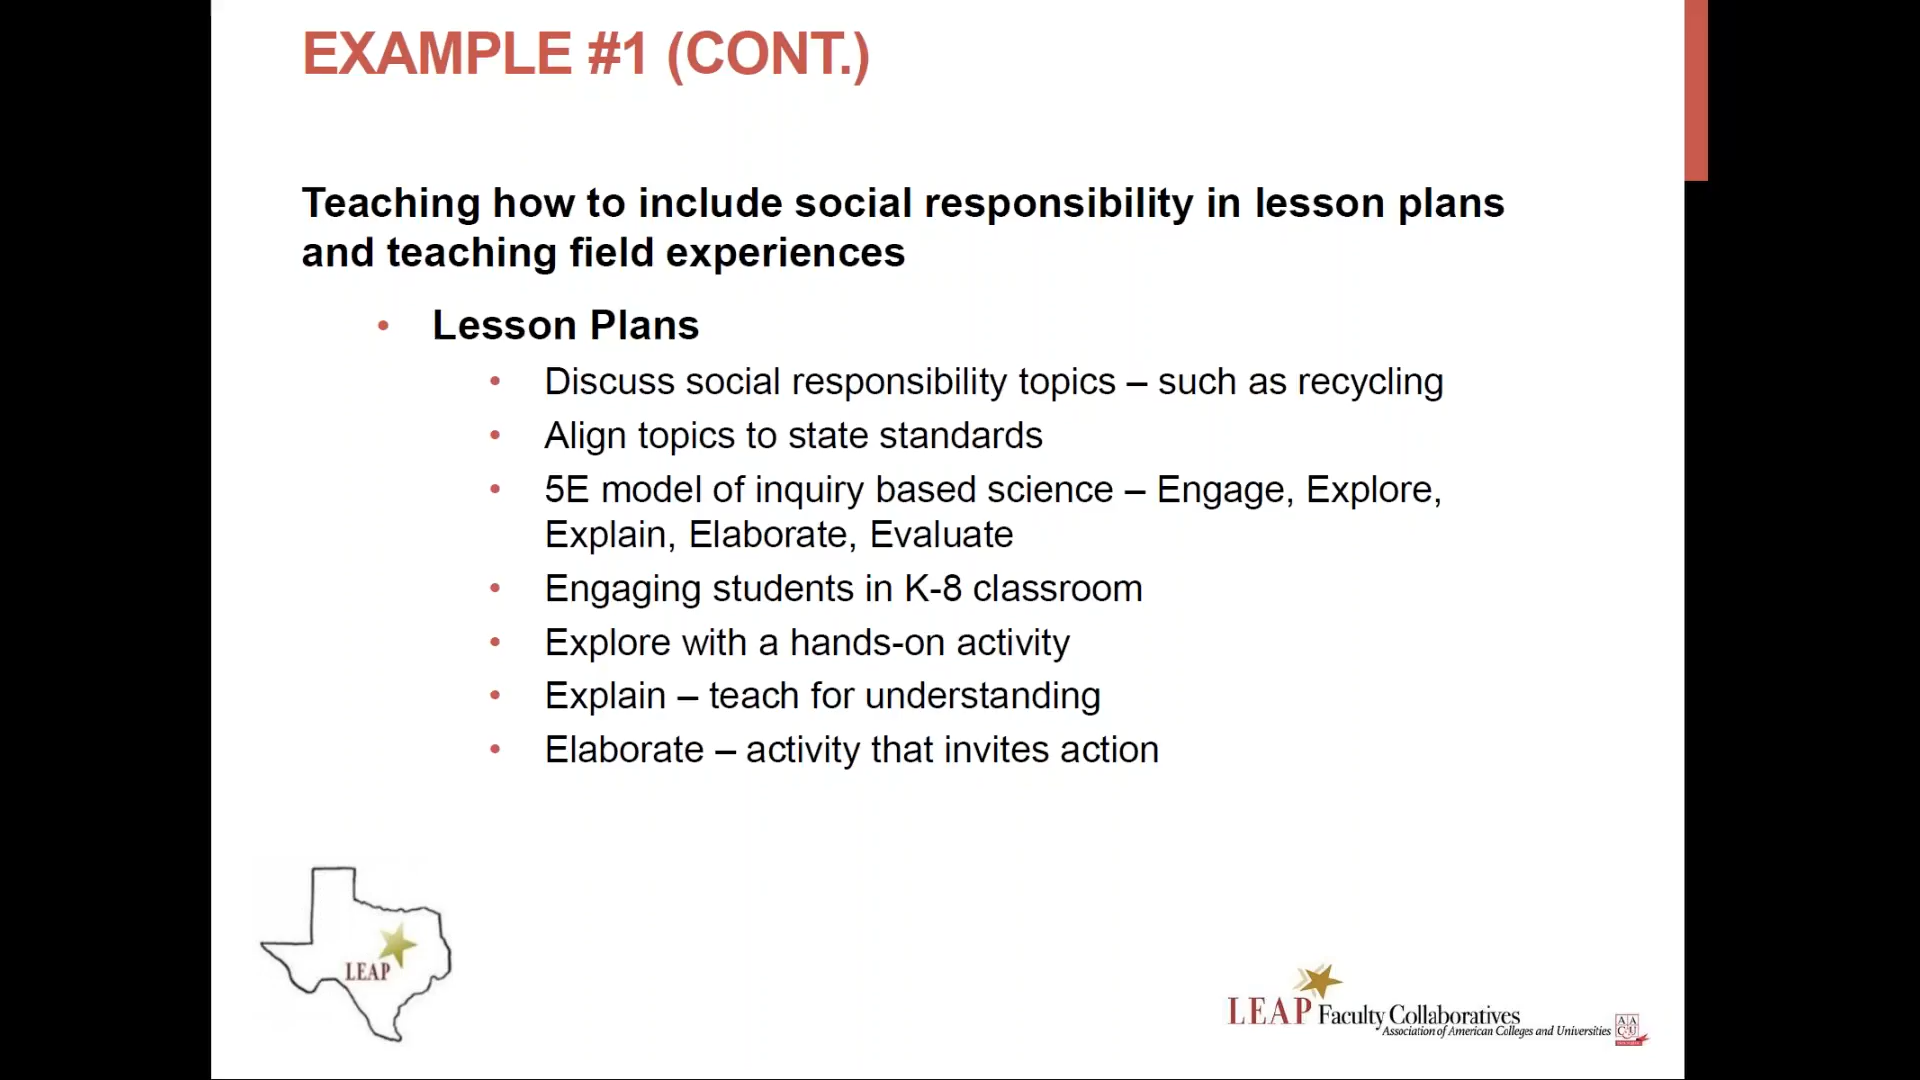 EXAMPLE #1 (CONT.)
Teaching how to include social responsibility in lesson plans
and teaching field experiences
• Lesson Plans
• Discuss social responsibility topics – such as recycling
• Align topics to state standards
• 5E model of inquiry based science – Engage, Explore,
Explain, Elaborate, Evaluate
• Engaging students in K-8 classroom
• Explore with a hands-on activity
• Explain – teach for understanding
• Elaborate – activity that invites action
LEAP
LEAP Faculty Collaboratives
Association of American Colleges and Universities
AAC&U